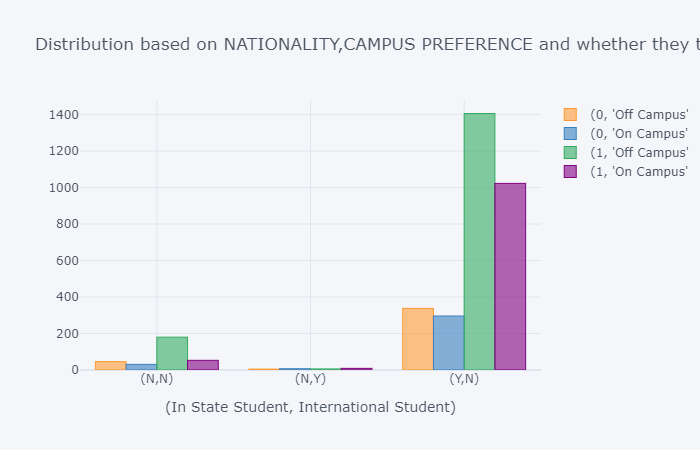 Distribution based on NATIONALITY,CAMPUS PREFERENCE and whether they t
1400
1200
1000
800
600
400
200
0
(N,N)
(N,Y)
(Y,N)
(In State Student, International Student)
(0, 'Off Campus'
(0, 'On Campus'
(1, 'Off Campus'
(1, 'On Campus'